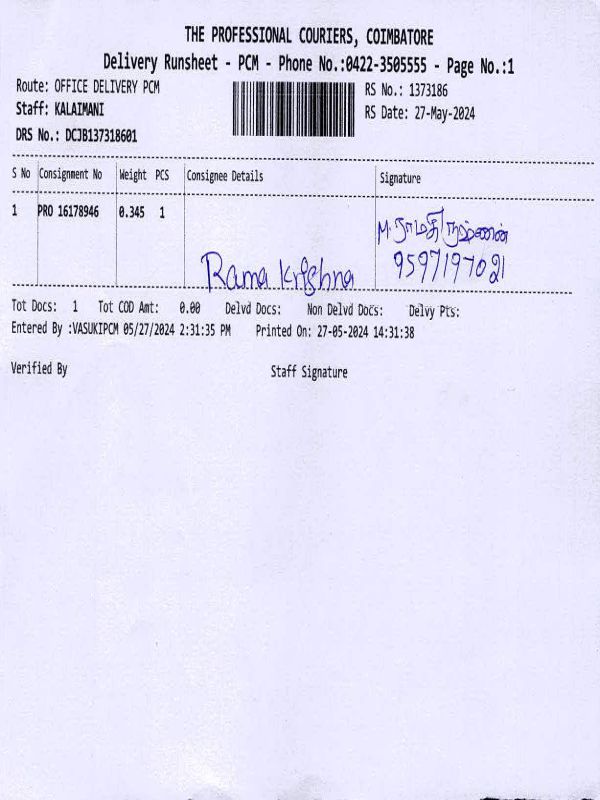 THE PROFESSIONAL COURIERS, COIMBATORE
Delivery Runsheet - PCM - Phone No.:0422-3505555 - Page No.:1
Route: OFFICE DELIVERY PCM RS No.: 1373186
Staff: KALAIMANI RS Date: 27-May-2024
DRS No.: DCJB137318601
S No Consignment No Weight PCS Consignee Details Signature
1 PRO 16178946 0.345 1
M.ராமகிருஷ்ணன்
Rama Krishna 9597197021
Tot Docs: 1 Tot COD Amt: 0.00 Delvd Docs: Non Delvd Docs: Delvy Pts:
Entered By :VASUKIPCM 05/27/2024 2:31:35 PM Printed On: 27-05-2024 14:31:38
Verified By Staff Signature